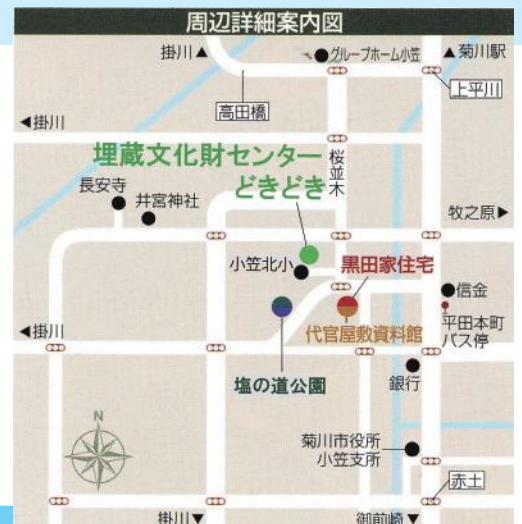 周辺詳細案内図
掛川▲
グループホーム小笠
▲菊川駅
高田橋
上平川
◀掛川
埋蔵文化財センター
どきどき
桜並木
長安寺
井宮神社
牧之原▶
小笠北小
黒田家住宅
信金
平田本町
バス停
代官屋敷資料館
◀掛川
塩の道公園
銀行
N
菊川市役所
小笠支所
赤土
掛川▼
御前崎▼